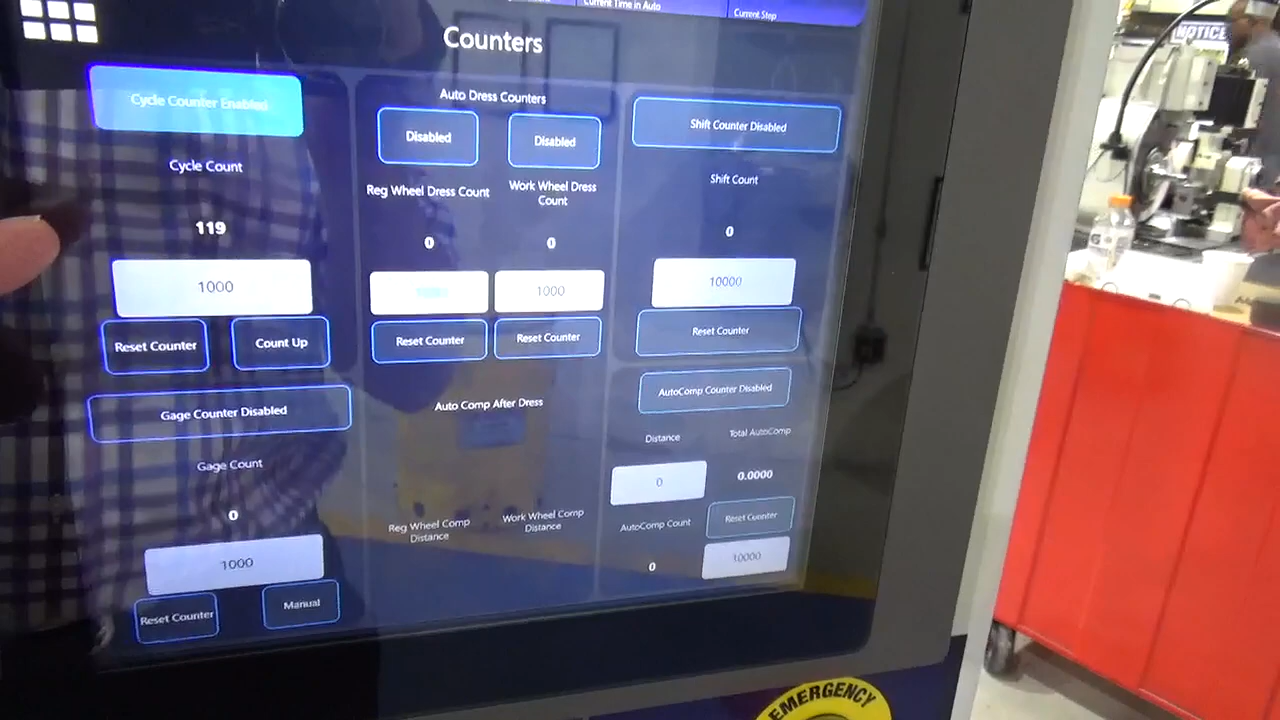 Current Time in Auto
Current Step
NOTICE
Counters
Cycle Counter Enabled
Cycle Count
119
1000
Reset Counter
Count Up
Gage Counter Disabled
Gage Count
0
1000
Reset Counter
Manual
Auto Dress Counters
Disabled
Disabled
Reg Wheel Dress Count
Work Wheel Dress
Count
0
0
1000
Reset Counter
Reset Counter
Auto Comp After Dress
Reg Wheel Comp
Distance
Work Wheel Comp
Distance
Shift Counter Disabled
Shift Count
0
10000
Reset Counter
AutoComp Counter Disabled
Distance
Total AutoComp
0
0.0000
AutoComp Count
Reset Counter
0
10000
EMERGENCY